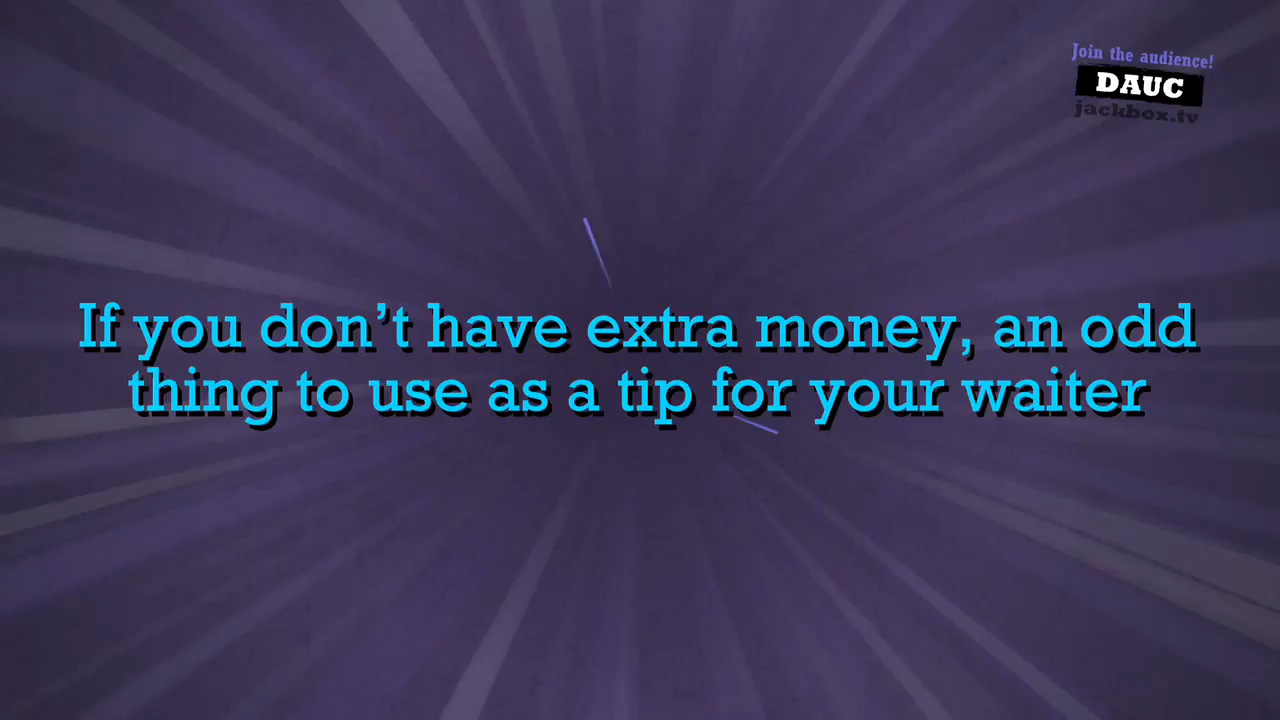 Join the audience!
DAUC
jackbox.tv
If you don't have extra money, an odd
thing to use as a tip for your waiter